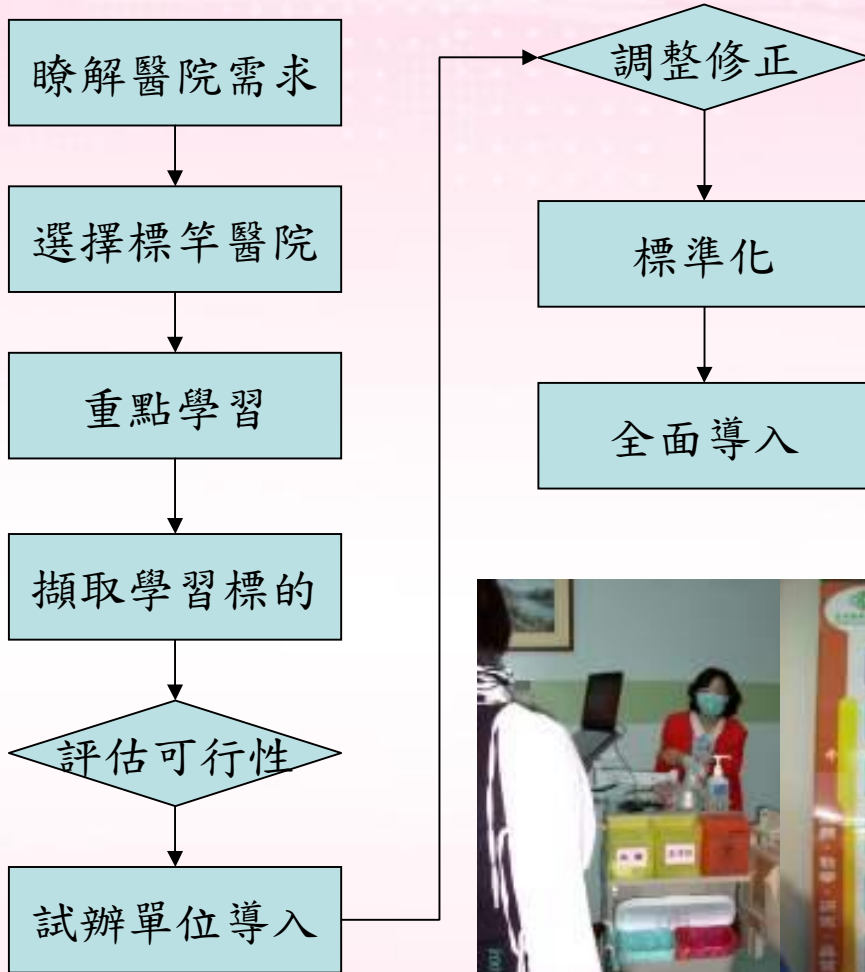 瞭解醫院需求
選擇標竿醫院
重點學習
擷取學習標的
評估可行性
試辦單位導入
調整修正
標準化
全面導入